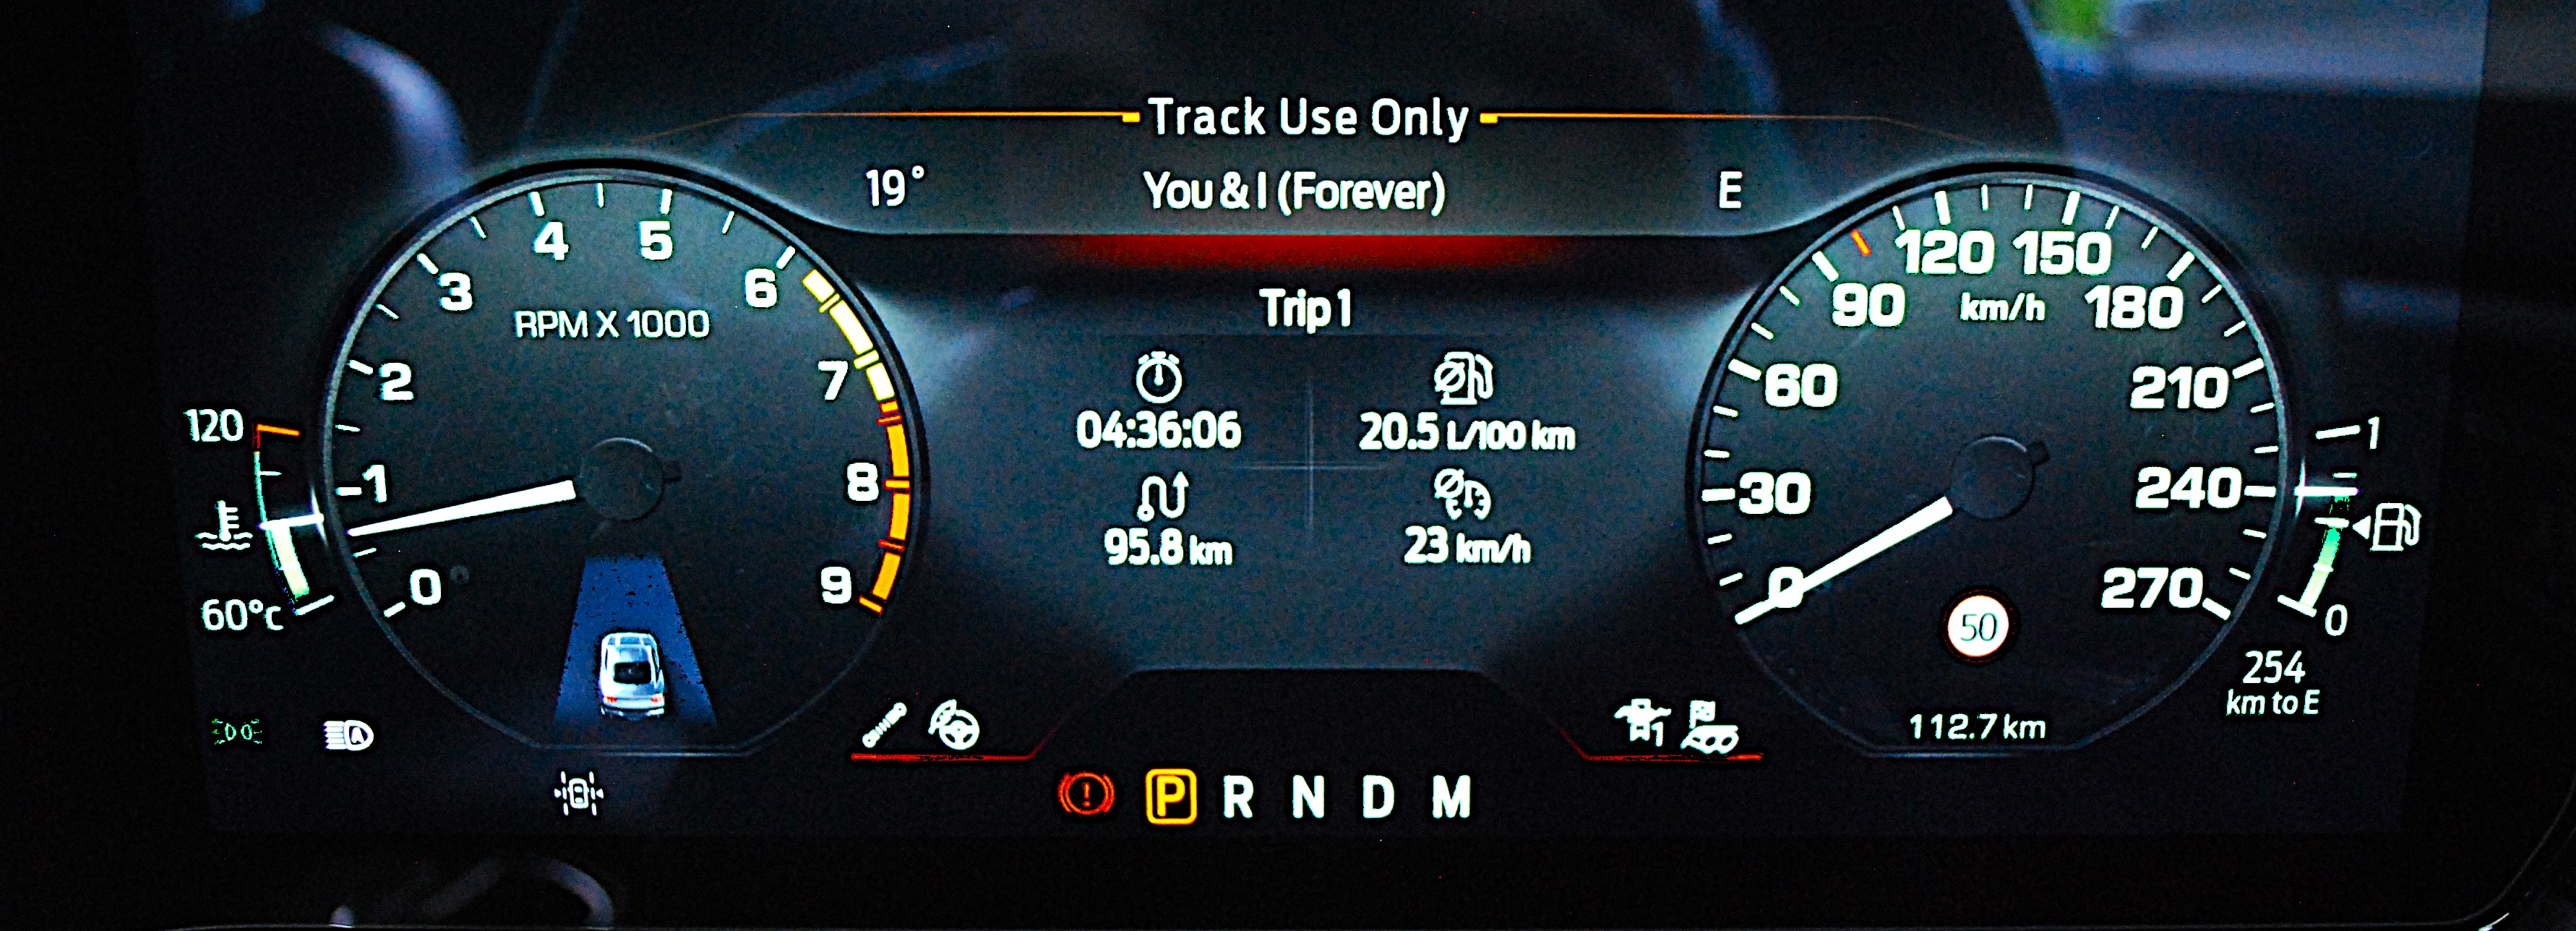 Track Use Only
19° You & I (Forever) E
Trip 1
04:36:06 20.5 L/100 km
95.8 km 23 km/h
RPM X 1000
0 1 2 3 4 5 6 7 8 9
120
60°C
km/h
0 30 60 90 120 150 180 210 240 270
50
112.7 km
1
0
254
km to E
A
1
P R N D M